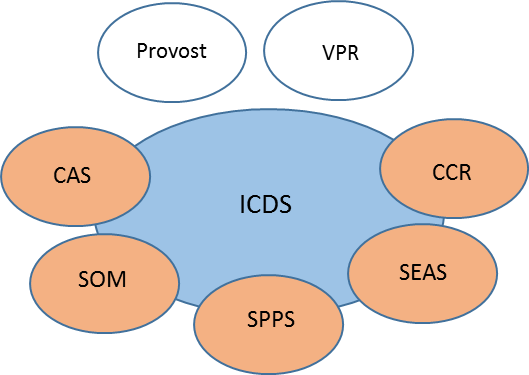 Provost
VPR
CAS
CCR
ICDS
SOM
SEAS
SPPS